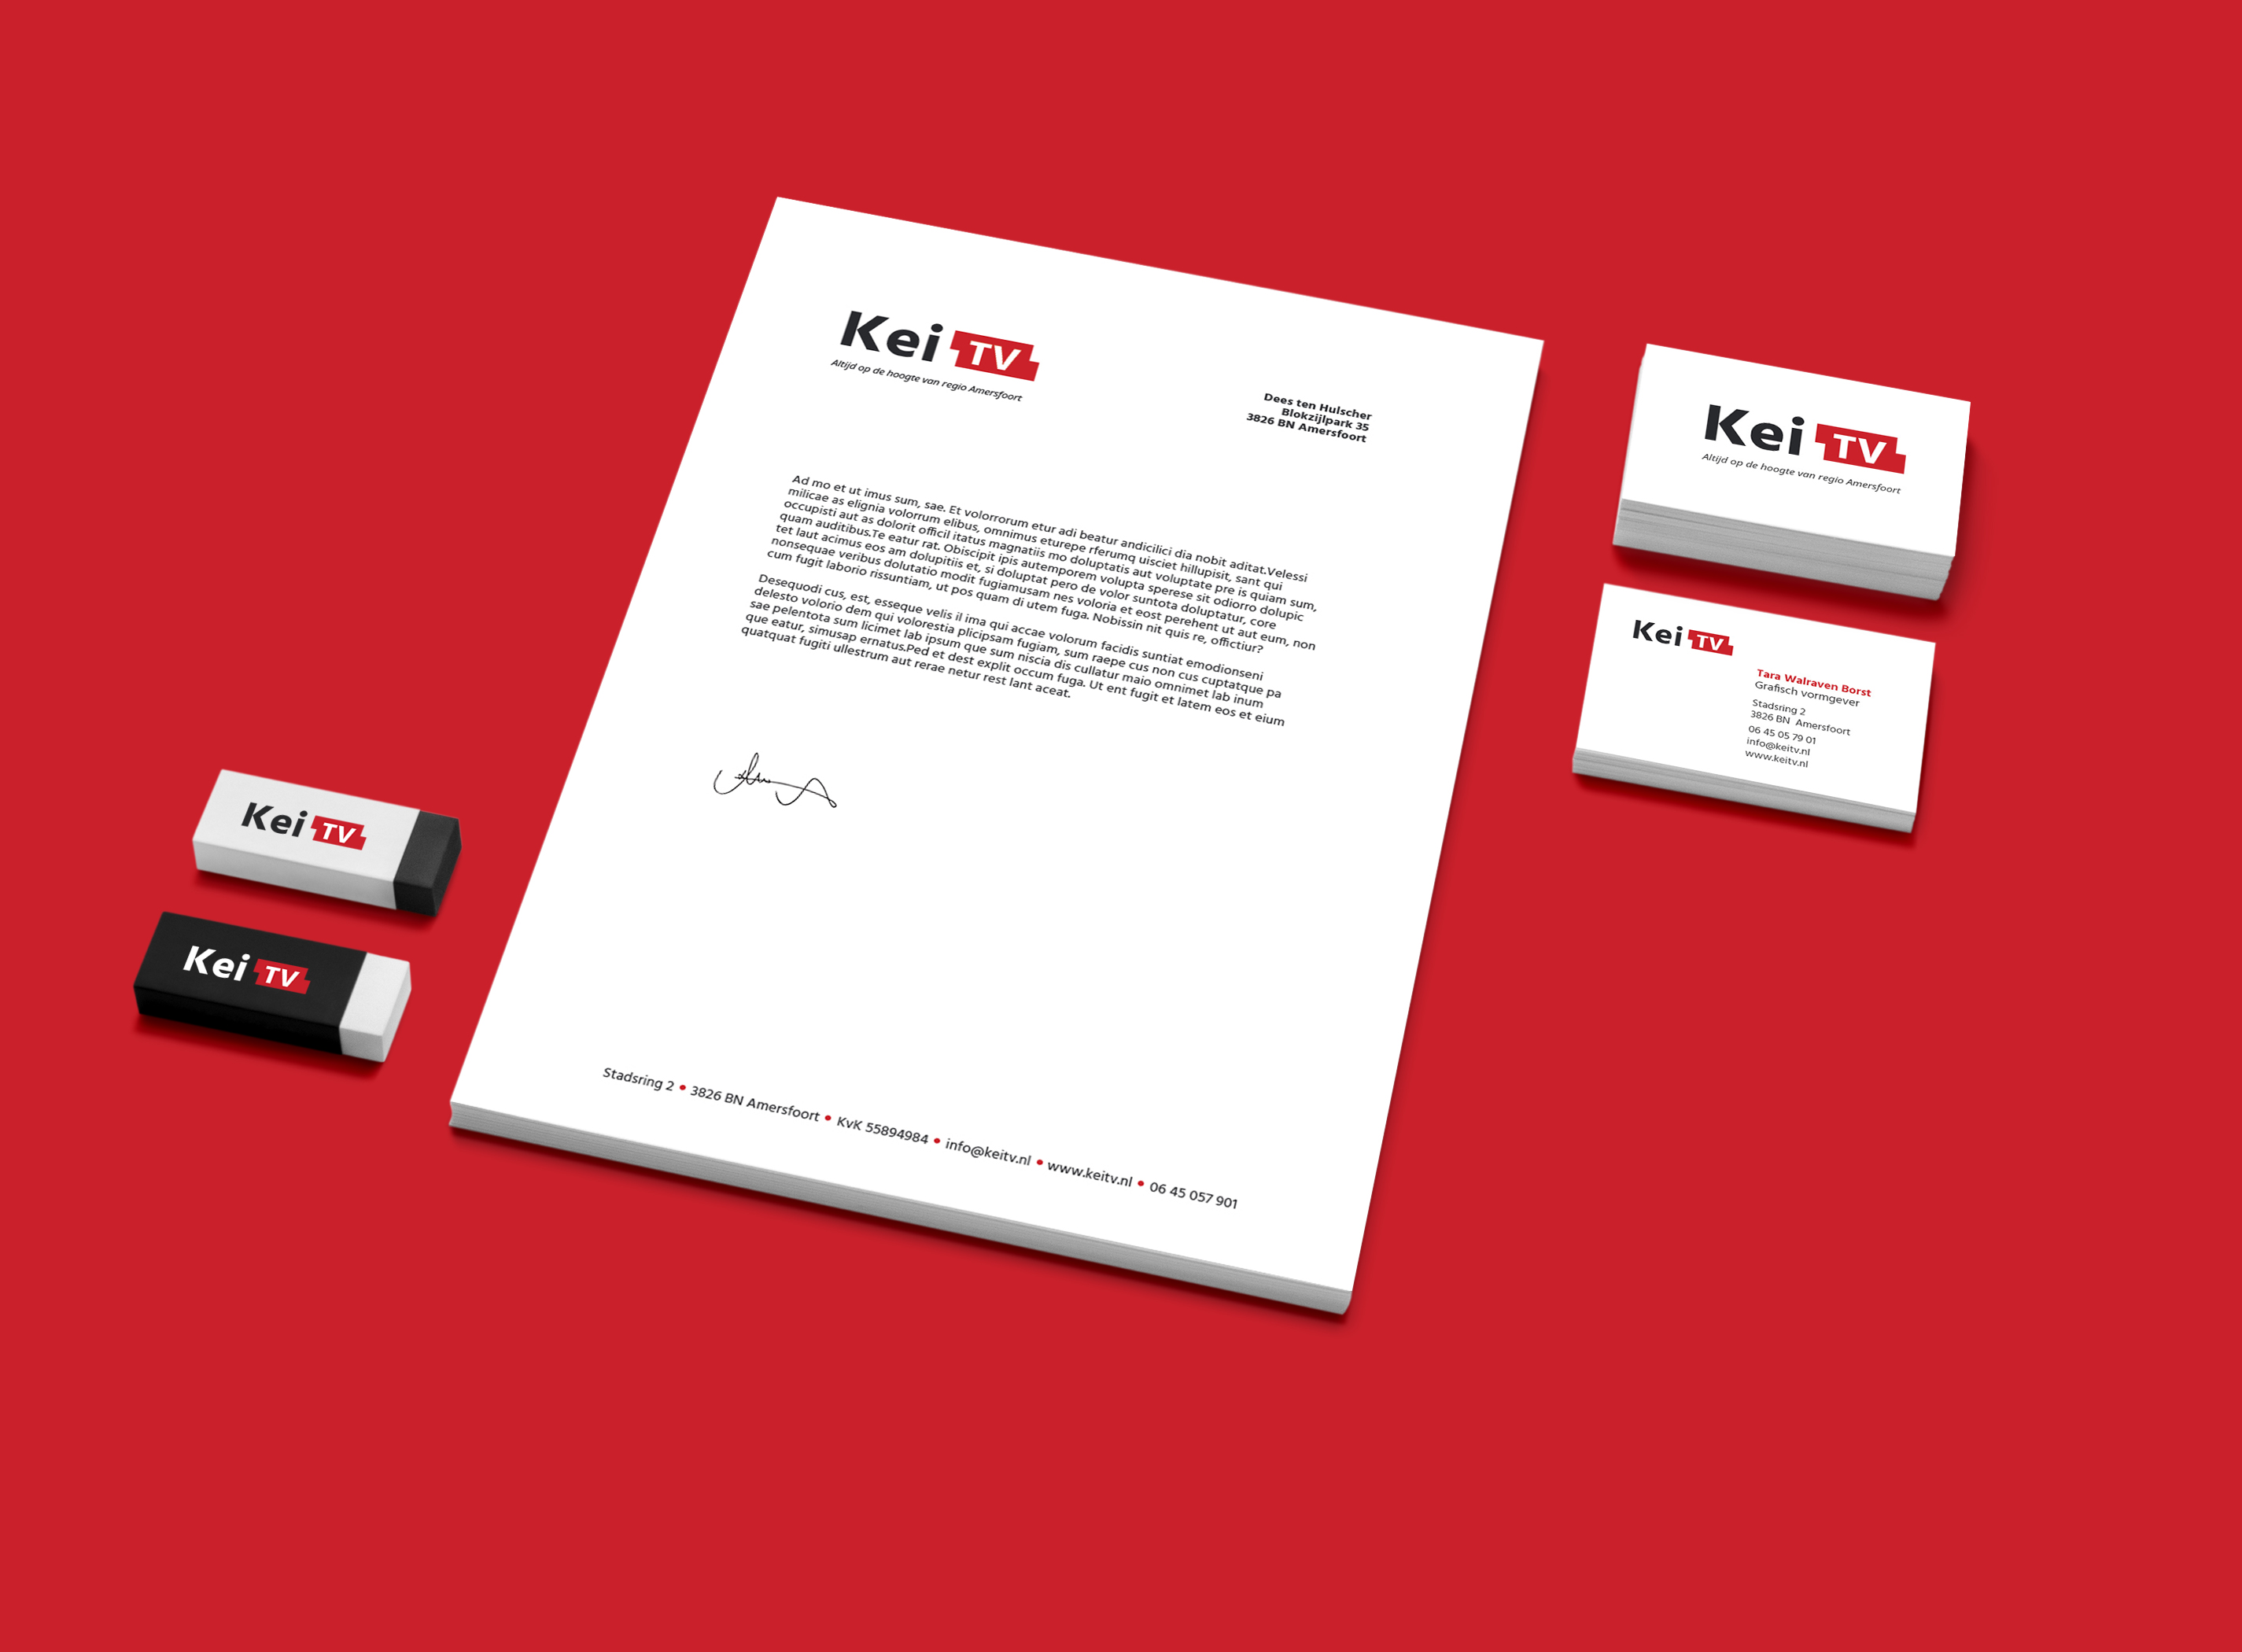 Kei TV
Altijd op de hoogte van regio Amersfoort
Dees ten Hulscher
Blokzijlpark 35
3826 BN Amersfoort
Ad mo et ut imus sum, sae. Et volorrorum etur adi beatur andicilici dia nobit aditat.Velessi
milicae as elignia volorrum elibus, omnimus eturepe rferumq uisciet hillupisit, sant qui
occupisti aut as dolorit officil itatus magnatiis mo doluptatis aut voluptate pre is quiam sum,
quam auditibus.Te eatur rat. Obiscipit ipis autemporem volupta sperese sit odiorro dolupic
tet laut acimus eos am dolupitiis et, si doluptat pero de volor suntota doluptatur, core
nonsequae veribus dolutatio modit fugiamusam nes voloria et eost perehent ut aut eum, non
cum fugit laborio rissuntiam, ut pos quam di utem fuga. Nobissin nit quis re, offictiur?
Desequodi cus, est, esseque velis il ima qui accae volorum facidis suntiat emodionseni
delesto volorio dem qui volorestia plicipsam fugiam, sum raepe cus non cus cuptatque pa
sae pelentota sum licimet lab ipsum que sum niscia dis cullatur maio omnimet lab inum
que eatur, simusap ernatus.Ped et dest explit occum fuga. Ut ent fugit et latem eos et eium
quatquat fugiti ullestrum aut rerae netur rest lant aceat.
Stadsring 2 • 3826 BN Amersfoort • KvK 55894984 • info@keitv.nl • www.keitv.nl • 06 45 057 901
Kei TV
Altijd op de hoogte van regio Amersfoort
Kei TV
Tara Walraven Borst
Grafisch vormgever
Stadsring 2
3826 BN Amersfoort
06 45 05 79 01
info@keitv.nl
www.keitv.nl
Kei TV
Kei TV